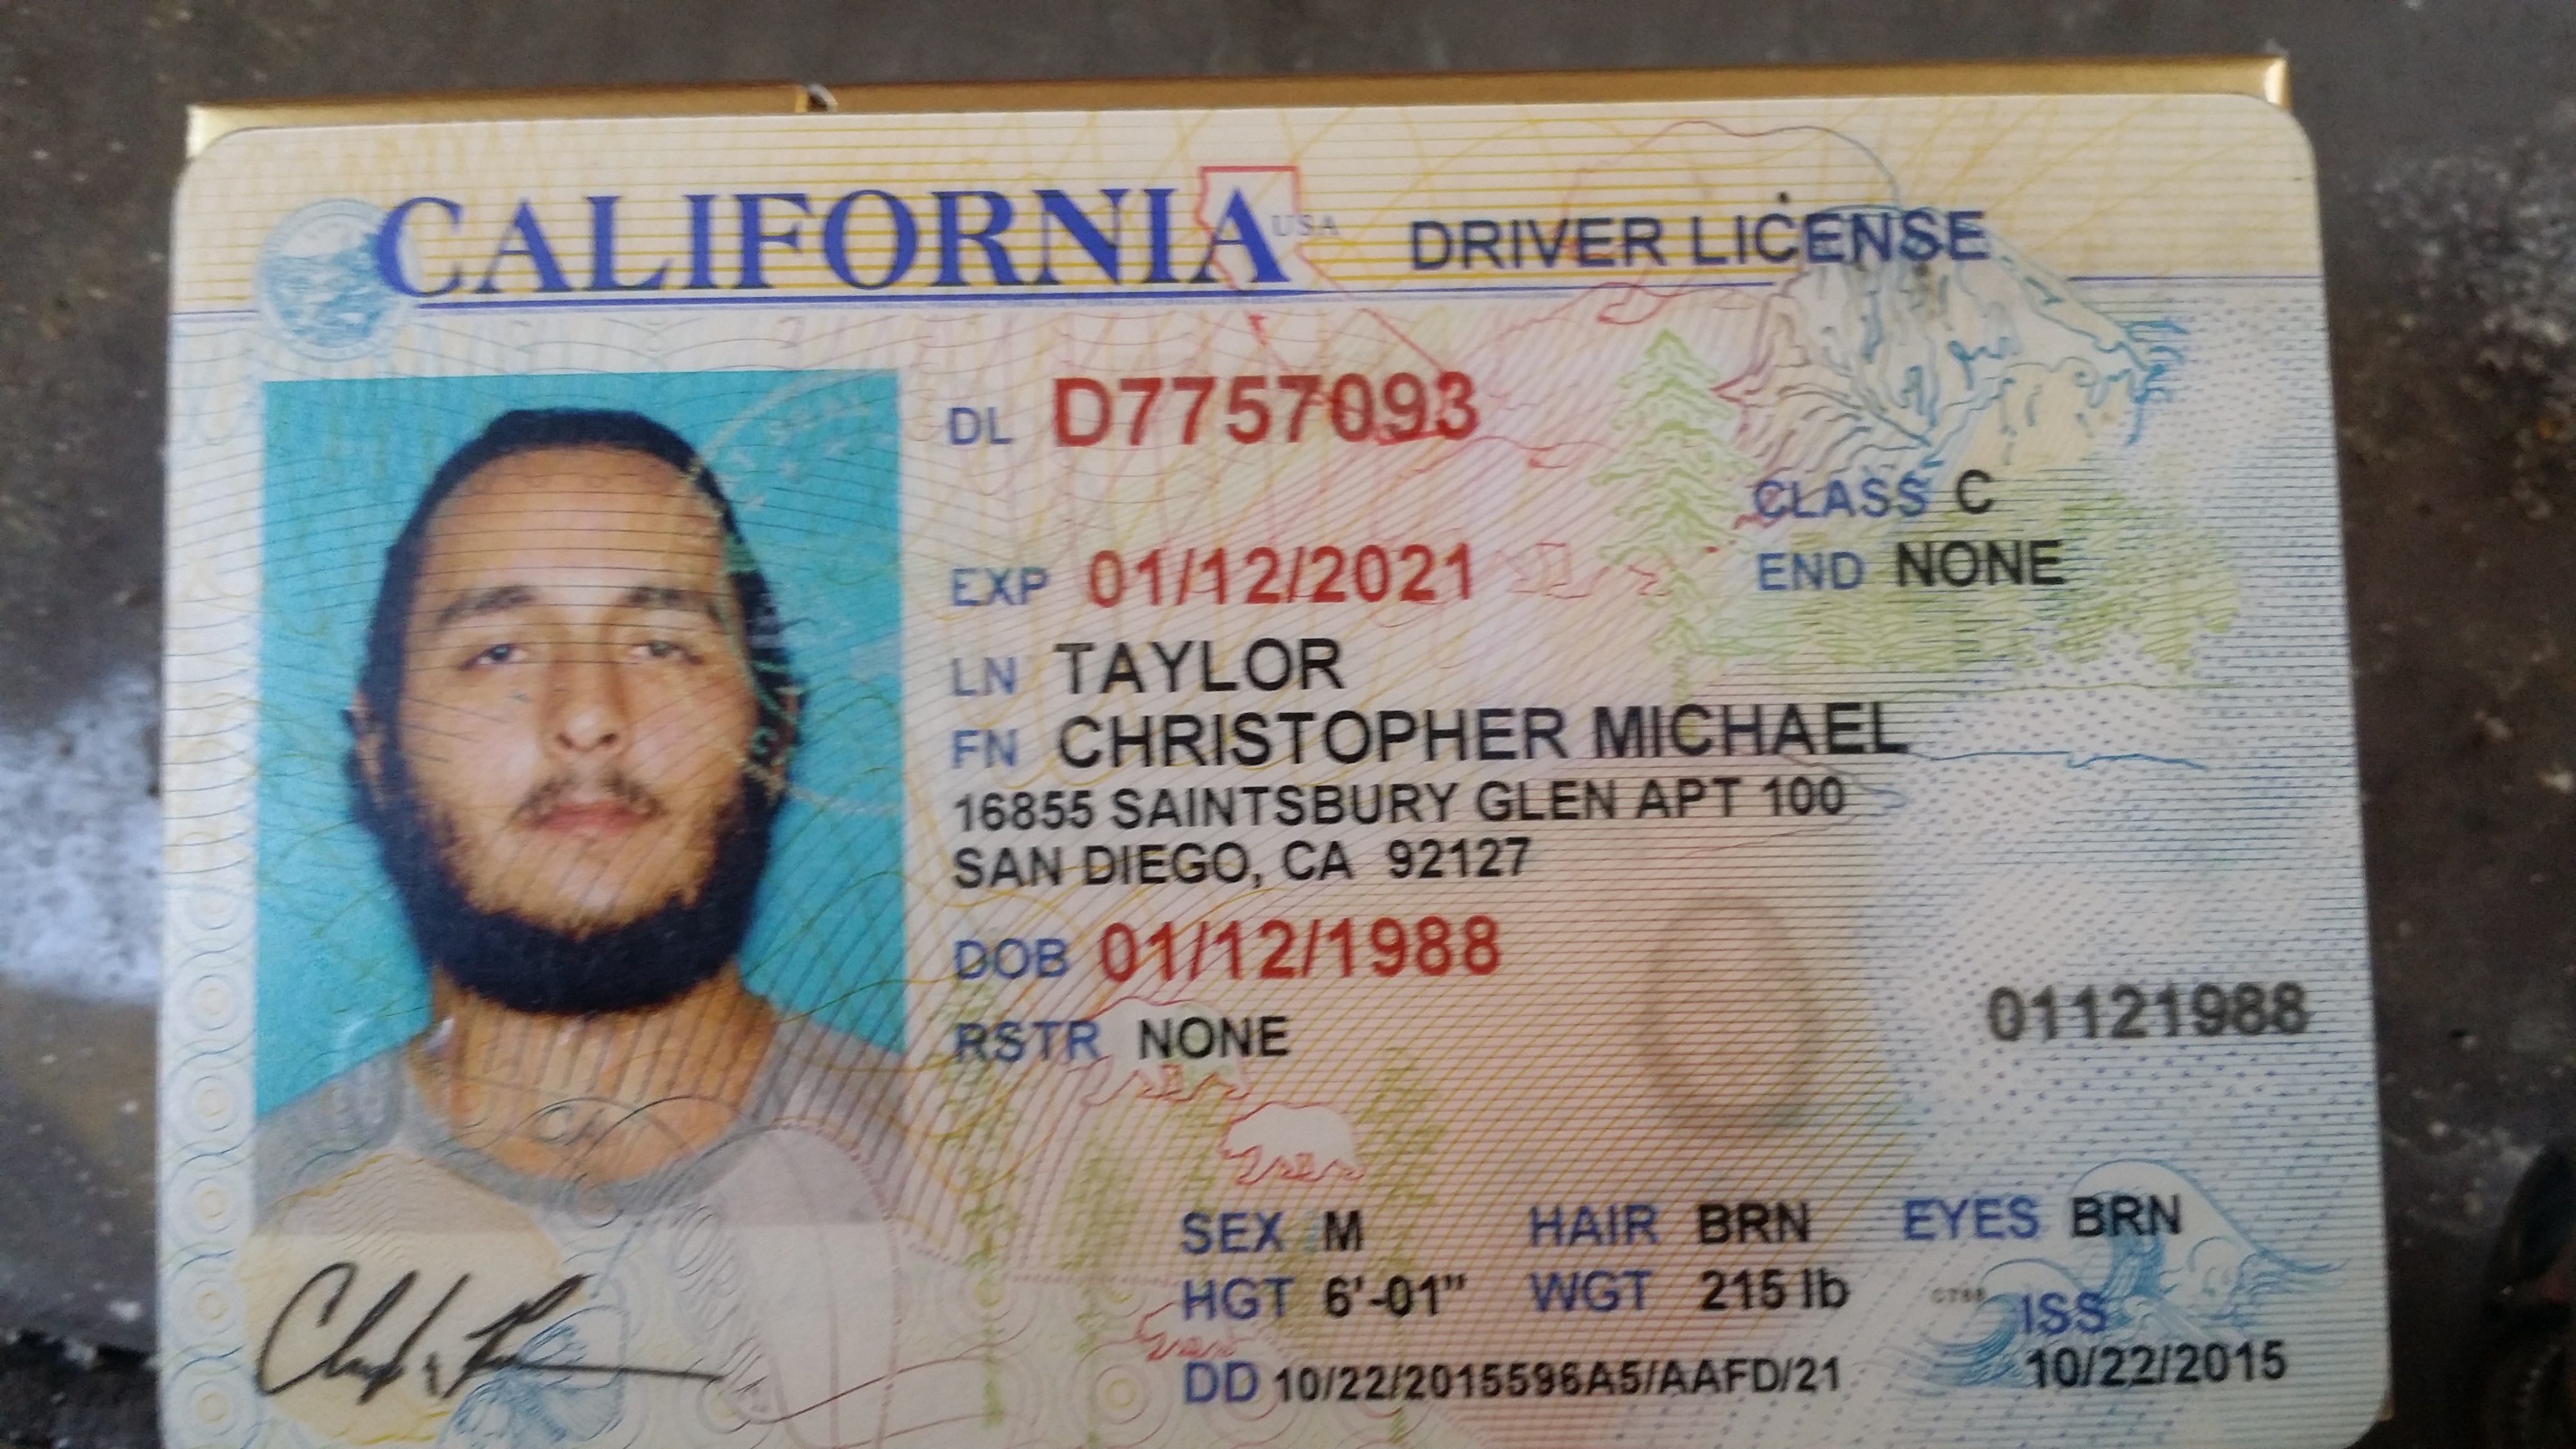 CALIFORNIA USA DRIVER LICENSE
DL D7757093
CLASS C
EXP 01/12/2021
END NONE
LN TAYLOR
FN CHRISTOPHER MICHAEL
16855 SAINTSBURY GLEN APT 100
SAN DIEGO, CA 92127
DOB 01/12/1988
RSTR NONE
01121988
SEX M HAIR BRN EYES BRN
HGT 6'-01" WGT 215 lb ISS
DD 10/22/2015596A5/AAFD/21 10/22/2015